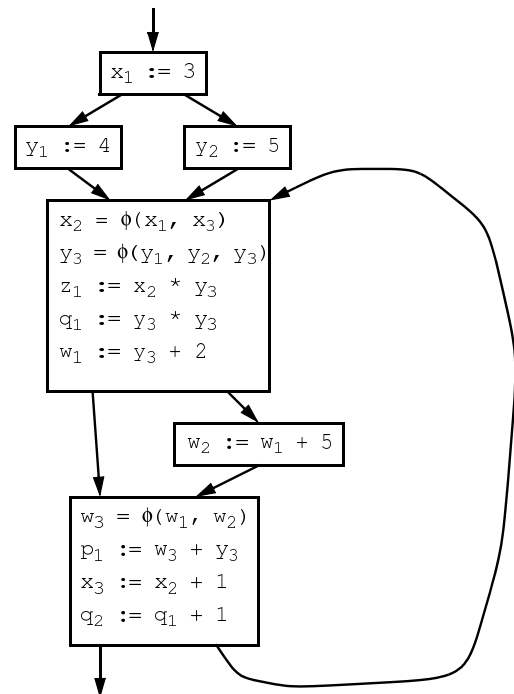 x₁ := 3
y₁ := 4
y₂ := 5
x₂ = ϕ(x₁, x₃)
y₃ = ϕ(y₁, y₂, y₃)
z₁ := x₂ * y₃
q₁ := y₃ * y₃
w₁ := y₃ + 2
w₂ := w₁ + 5
w₃ = ϕ(w₁, w₂)
p₁ := w₃ + y₃
x₃ := x₂ + 1
q₂ := q₁ + 1